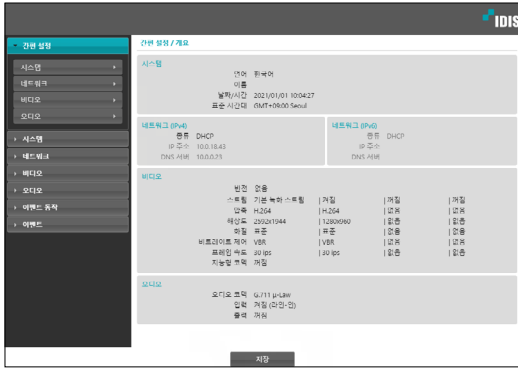 IDIS
간편 설정
시스템
네트워크
비디오
오디오
시스템
네트워크
비디오
오디오
이벤트 동작
이벤트
간편 설정 / 개요
시스템
언어 한국어
이름
날짜/시간 2021/01/01 10:04:27
표준 시간대 GMT+09:00 Seoul
네트워크 (IPv4)
종류 DHCP
IP 주소 10.0.18.43
DNS 서버 10.0.0.23
네트워크 (IPv6)
종류 DHCP
IP 주소
DNS 서버
비디오
버전 없음
스트림 기본 녹화 스트림 | 켜짐 | 꺼짐 | 꺼짐
압축 H.264 | H.264 | 없음 | 없음
해상도 2592x1944 | 1280x960 | 없음 | 없음
화질 표준 | 표준 | 없음 | 없음
비트레이트 제어 VBR | VBR | 없음 | 없음
프레임 속도 30 ips | 30 ips | 없음 | 없음
지능형 코덱 꺼짐
오디오
오디오 코덱 G.711 μ-Law
입력 켜짐 (라인-인)
출력 꺼짐
저장